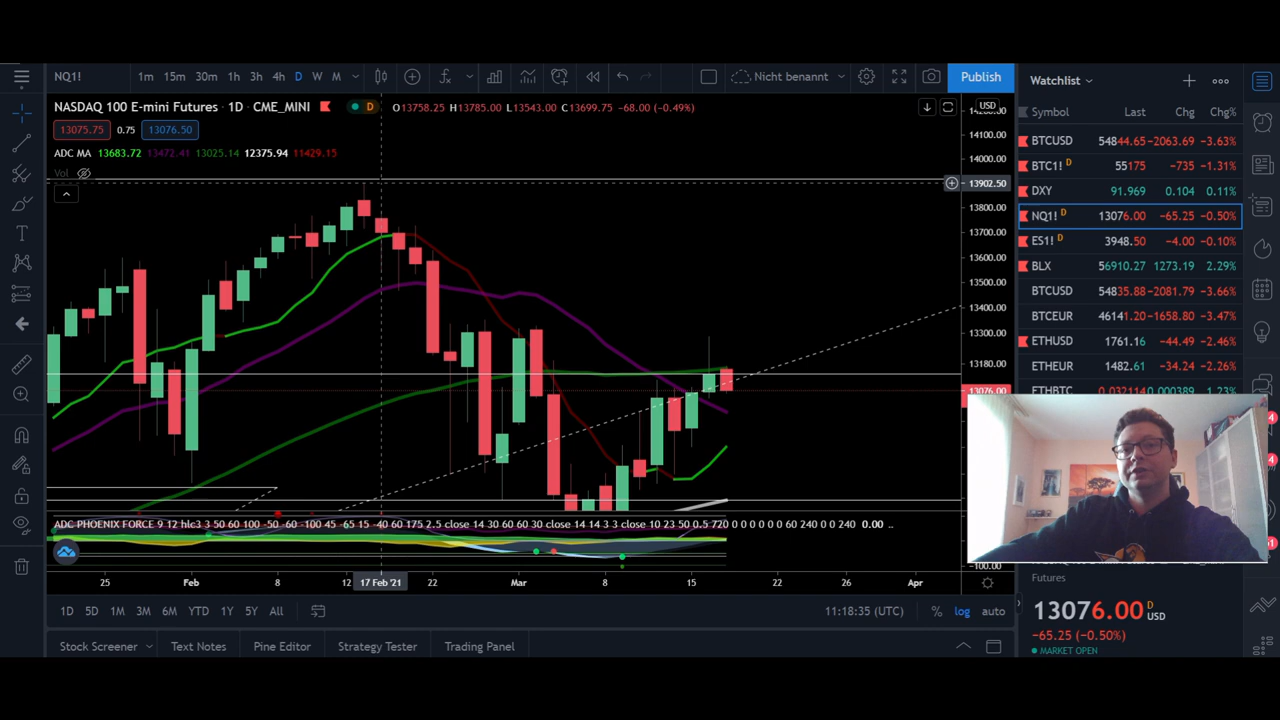 NQ1! 1m 15m 30m 1h 3h 4h D W M Nicht benannt Publish
Watchlist
NASDAQ 100 E-mini Futures · 1D · CME_MINI D O13758.25 H13785.00 L13543.00 C13699.75 −68.00 (−0.49%) USD
Symbol Last Chg Chg%
13075.75 0.75 13076.50
ADC MA 13683.72 13472.41 13025.14 12375.94 11429.15
Vol
14100.00
14000.00
13902.50
13800.00
13700.00
13600.00
13500.00
13400.00
13300.00
13180.00
13076.00
BTCUSD 54844.65 −2063.69 −3.63%
BTC1! D 55175 −735 −1.31%
DXY 91.969 0.104 0.11%
NQ1! D 13076.00 −65.25 −0.50%
ES1! D 3948.50 −4.00 −0.10%
BLX 56910.27 1273.19 2.29%
BTCUSD 54835.88 −2081.79 −3.66%
BTCEUR 46141.20 −1658.80 −3.47%
ETHUSD 1761.16 −44.49 −2.46%
ETHEUR 1482.61 −34.24 −2.26%
ETHBTC 0.032114 0.000389 1.23%
ADC PHOENIX FORCE 9 12 hlc3 3 50 60 100 -50 -60 -100 45 -65 15 -40 60 175 2.5 close 14 30 60 60 30 close 14 14 3 3 close 10 23 50 0.5 720 0 0 0 0 0 0 60 240 0 0 240 0.00 ..
−100.00
25 Feb 8 12 17 Feb '21 22 Mar 8 15 22 26 Apr
1D 5D 1M 3M 6M YTD 1Y 5Y All 11:18:35 (UTC) % log auto
Stock Screener Text Notes Pine Editor Strategy Tester Trading Panel
Futures
13076.00 D USD
−65.25 (−0.50%)
MARKET OPEN